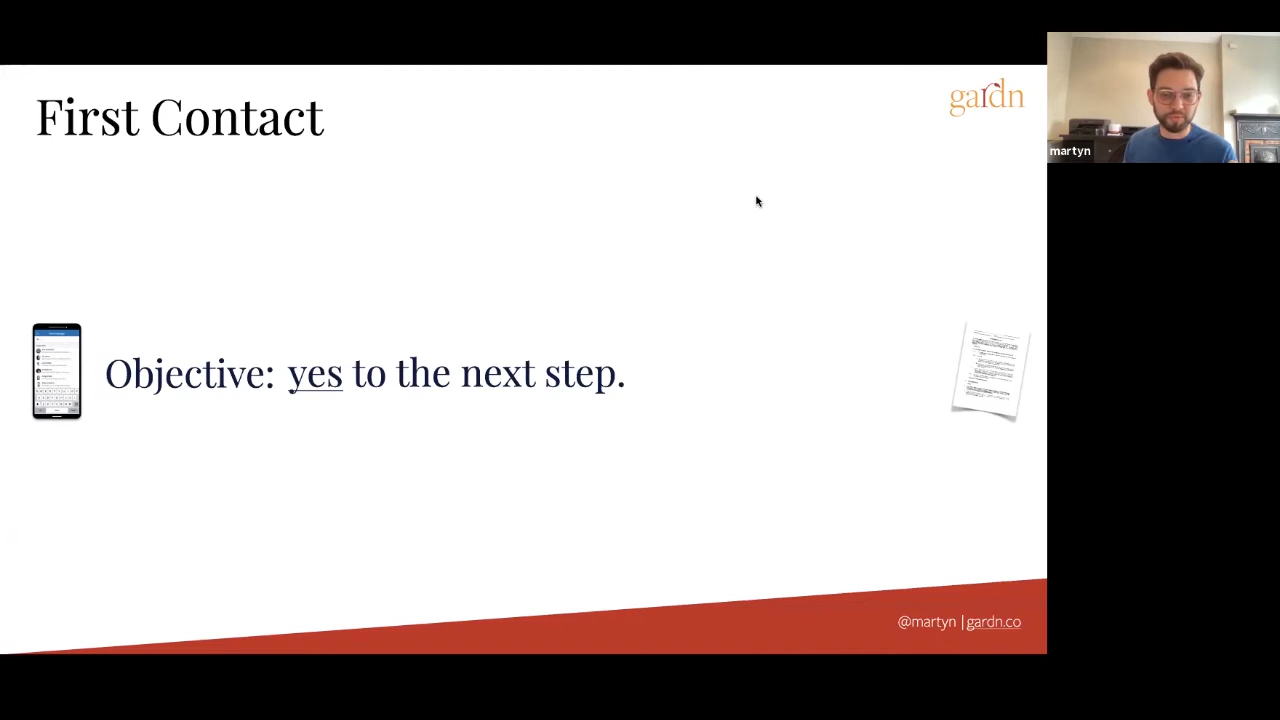 First Contact
gardn
martyn
Objective: yes to the next step.
@martyn | gardn.co